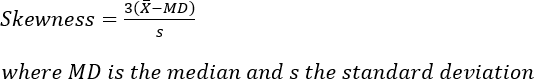 Skewness = 3(X̄−MD)/s
where MD is the median and s the standard deviation